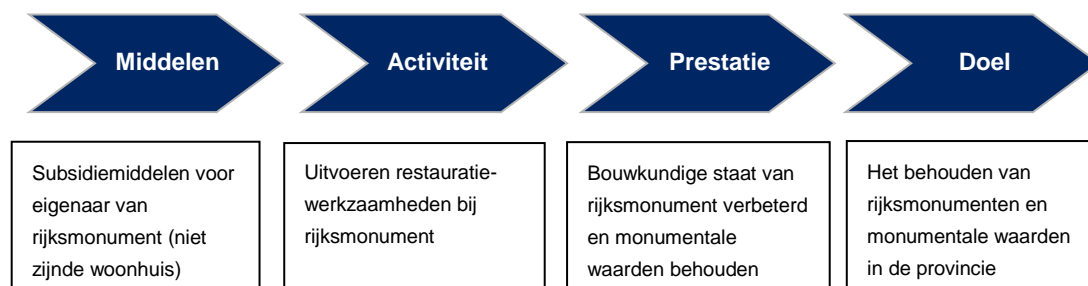 Middelen
Activiteit
Prestatie
Doel
Subsidiemiddelen voor
eigenaar van
rijksmonument (niet
zijnde woonhuis)
Uitvoeren restauratie-
werkzaamheden bij
rijksmonument
Bouwkundige staat van
rijksmonument verbeterd
en monumentale
waarden behouden
Het behouden van
rijksmonumenten en
monumentale waarden
in de provincie